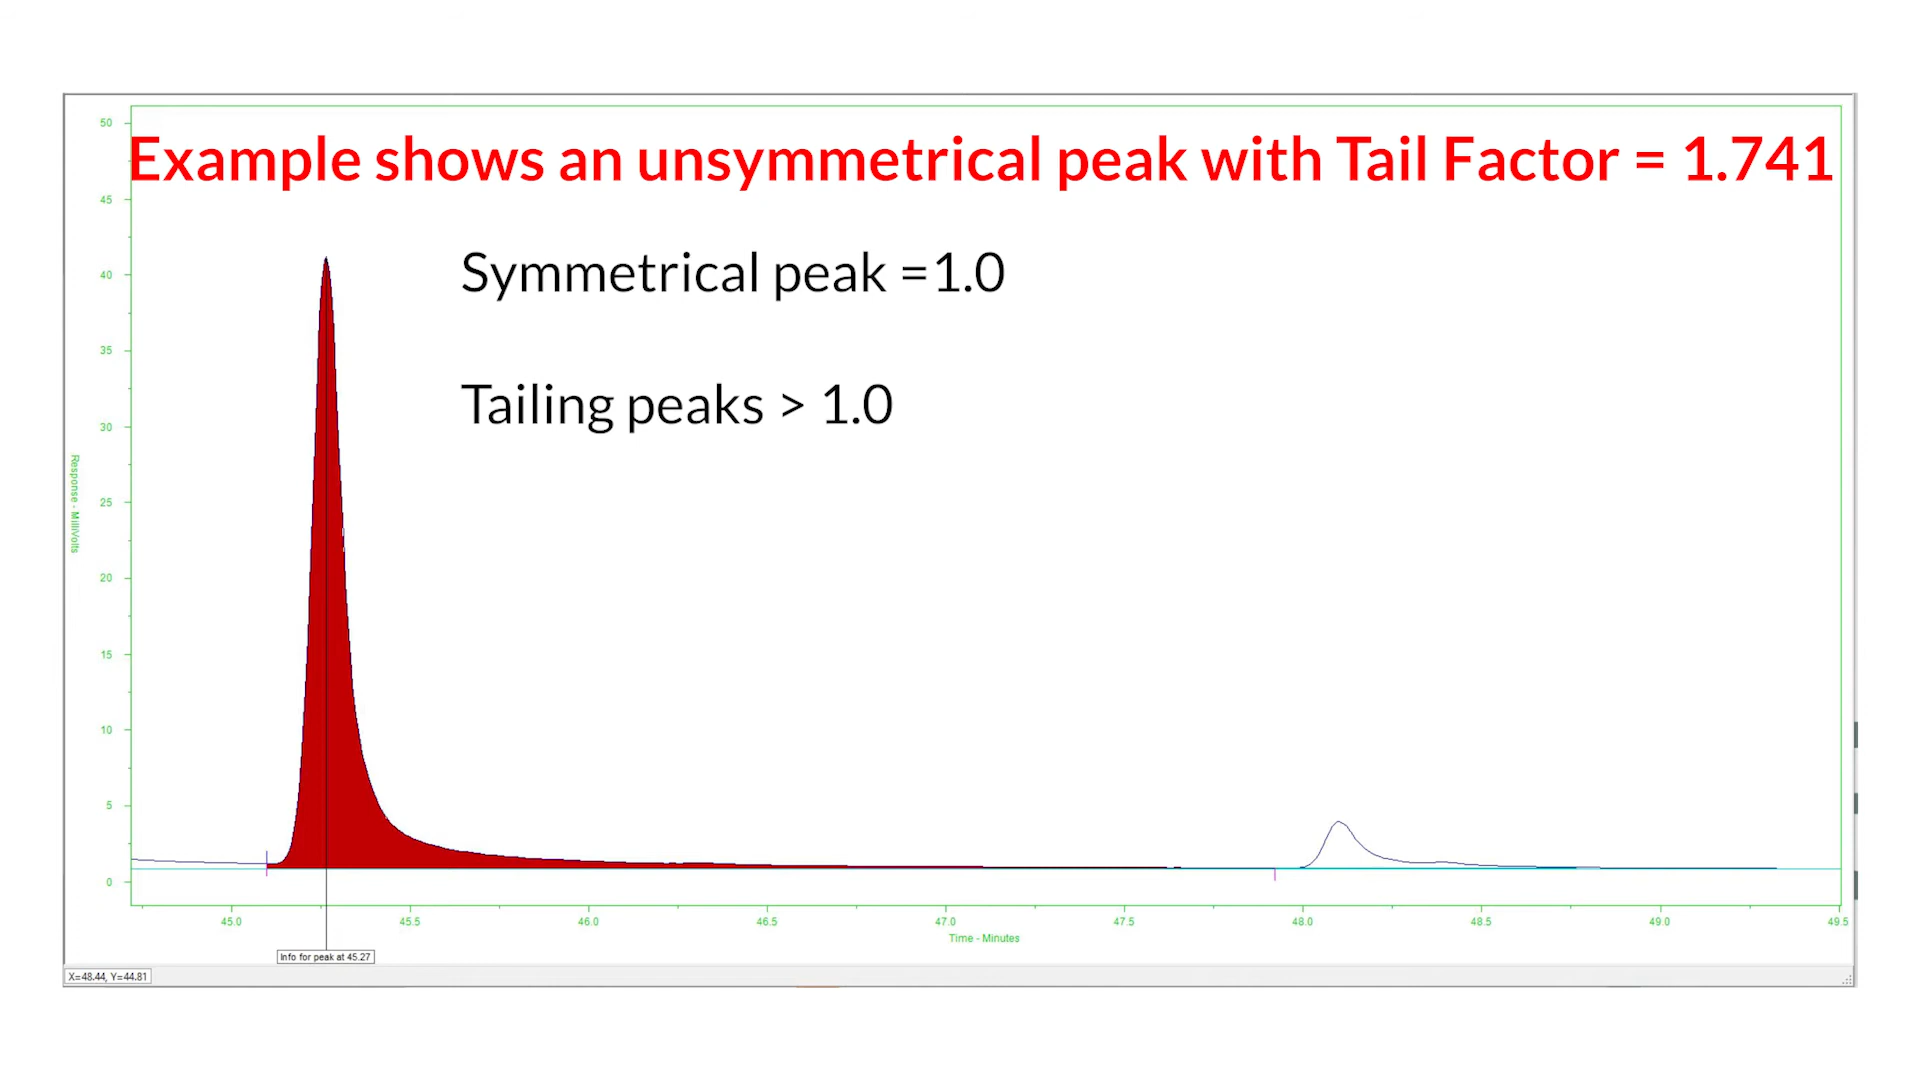 Example shows an unsymmetrical peak with Tail Factor = 1.741
Symmetrical peak =1.0
Tailing peaks > 1.0
Response - MilliVolts
50
45
40
35
30
25
20
15
10
5
0
45.0 45.5 46.0 46.5 47.0 47.5 48.0 48.5 49.0 49.5
Time - Minutes
Info for peak at 45.27
X=48.44, Y=44.81